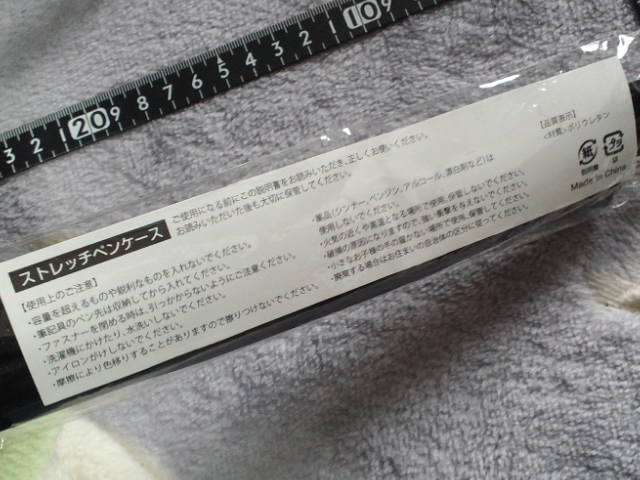 3 2 1 20 9 8 7 6 5 4 3 2 1 10 9
ストレッチペンケース
ご使用になる前にこの説明書をお読みいただき、正しくお使いください。
お読みいただいた後も大切に保管してください。
【使用上のご注意】
・容量を超えるものや鋭利なものを入れないでください。
・筆記具のペン先は収納してから入れてください。
・ファスナーを閉める時は、引っかからないようにご注意ください。
・洗濯機にかけたり、水洗いしないでください。
・アイロンがけしないでください。
・摩擦により色移りすることがありますので擦りつけないでください。
・薬品(シンナー、ベンジン、アルコール、漂白剤など)は
使用しないでください。
・火気の近くや高温となる場所で使用、保管しないでください。
・破損の原因になりますので、強い衝撃を与えないでください。
・小さなお子様の手の届かない場所で使用、保管してください。
・廃棄する場合はお住まいの自治体の区分に従ってください。
【品質表示】
<材質>ポリウレタン
紙
プラ
説明書
袋
Made in China